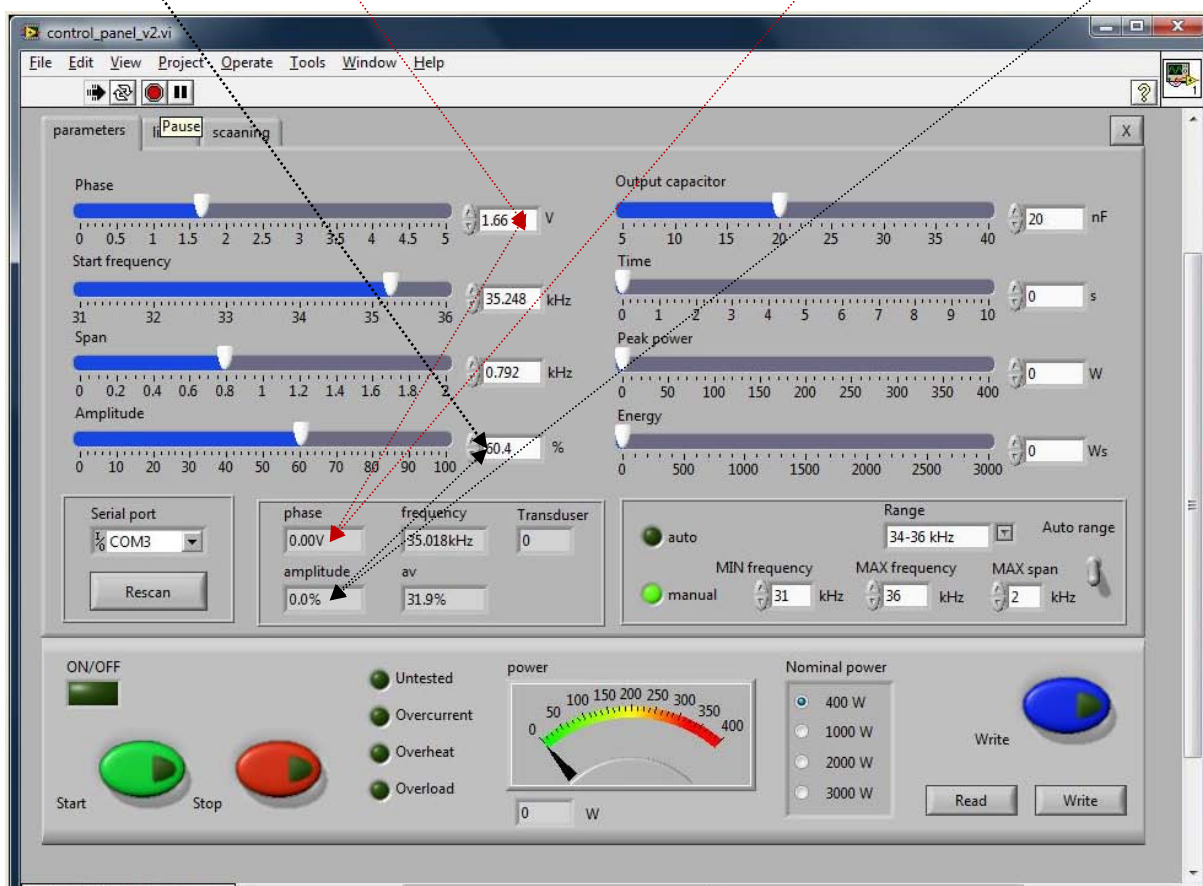 control_panel_v2.vi
File Edit View Project Operate Tools Window Help
1
parameters Pause scaaning X
Phase
1.66 V
0 0.5 1 1.5 2 2.5 3 3.5 4 4.5 5
Start frequency
35.248 kHz
31 32 33 34 35 36
Span
0.792 kHz
0 0.2 0.4 0.6 0.8 1 1.2 1.4 1.6 1.8 2
Amplitude
60.4 %
0 10 20 30 40 50 60 70 80 90 100
Output capacitor
20 nF
5 10 15 20 25 30 35 40
Time
0 s
0 1 2 3 4 5 6 7 8 9 10
Peak power
0 W
0 50 100 150 200 250 300 350 400
Energy
0 Ws
0 500 1000 1500 2000 2500 3000
Serial port
COM3
Rescan
phase frequency Transduser
0.00V 35.018kHz 0
amplitude av
0.0% 31.9%
Range
auto 34-36 kHz Auto range
MIN frequency MAX frequency MAX span
manual 31 kHz 36 kHz 2 kHz
ON/OFF
Start Stop
Untested
Overcurrent
Overheat
Overload
power
0 50 100 150 200 250 300 350 400
0 W
Nominal power
400 W
1000 W
2000 W
3000 W
Write
Read Write